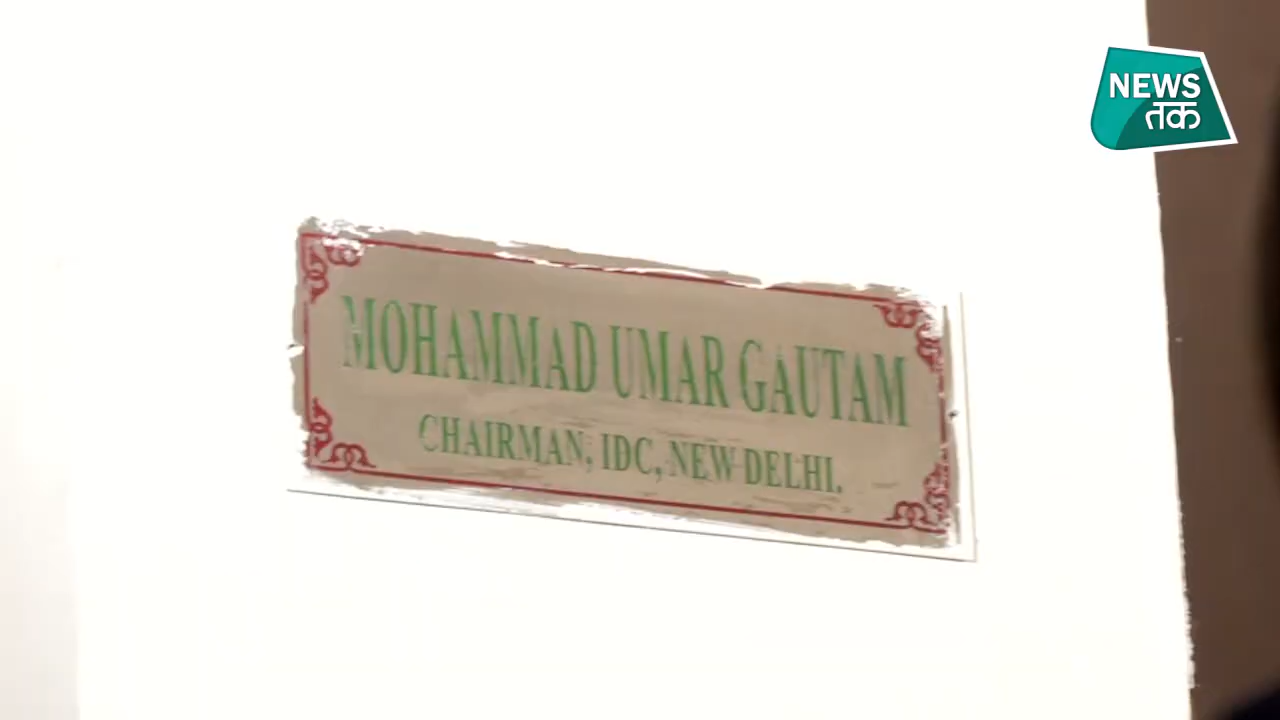 NEWS
तक
MOHAMMAD UMAR GAUTAM
CHAIRMAN, IDC, NEW DELHI.